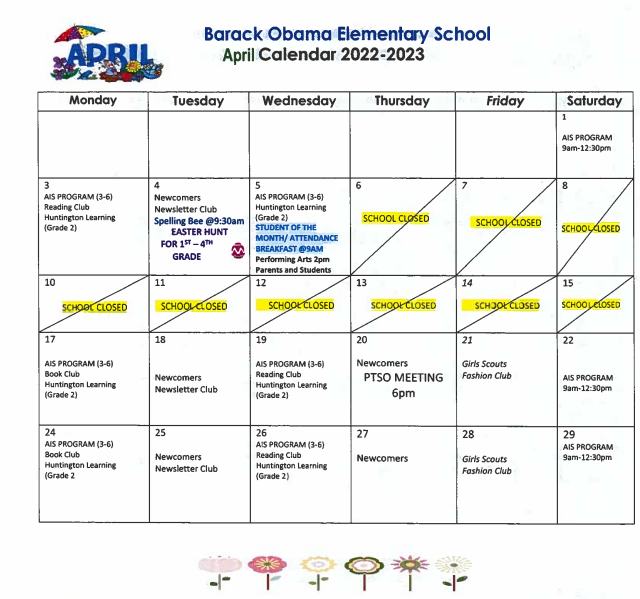 APRIL
Barack Obama Elementary School
April Calendar 2022-2023
Monday Tuesday Wednesday Thursday Friday Saturday
1
AIS PROGRAM
9am-12:30pm
3
AIS PROGRAM (3-6)
Reading Club
Huntington Learning
(Grade 2)
4
Newcomers
Newsletter Club
Spelling Bee @9:30am
EASTER HUNT
FOR 1ST – 4TH
GRADE
5
AIS PROGRAM (3-6)
Huntington Learning
(Grade 2)
STUDENT OF THE
MONTH/ ATTENDANCE
BREAKFAST @9AM
Performing Arts 2pm
Parents and Students
6
SCHOOL CLOSED
7
SCHOOL CLOSED
8
SCHOOL CLOSED
10
SCHOOL CLOSED
11
SCHOOL CLOSED
12
SCHOOL CLOSED
13
SCHOOL CLOSED
14
SCHOOL CLOSED
15
SCHOOL CLOSED
17
AIS PROGRAM (3-6)
Book Club
Huntington Learning
(Grade 2)
18
Newcomers
Newsletter Club
19
AIS PROGRAM (3-6)
Reading Club
Huntington Learning
(Grade 2)
20
Newcomers
PTSO MEETING
6pm
21
Girls Scouts
Fashion Club
22
AIS PROGRAM
9am-12:30pm
24
AIS PROGRAM (3-6)
Book Club
Huntington Learning
(Grade 2
25
Newcomers
Newsletter Club
26
AIS PROGRAM (3-6)
Reading Club
Huntington Learning
(Grade 2)
27
Newcomers
28
Girls Scouts
Fashion Club
29
AIS PROGRAM
9am-12:30pm